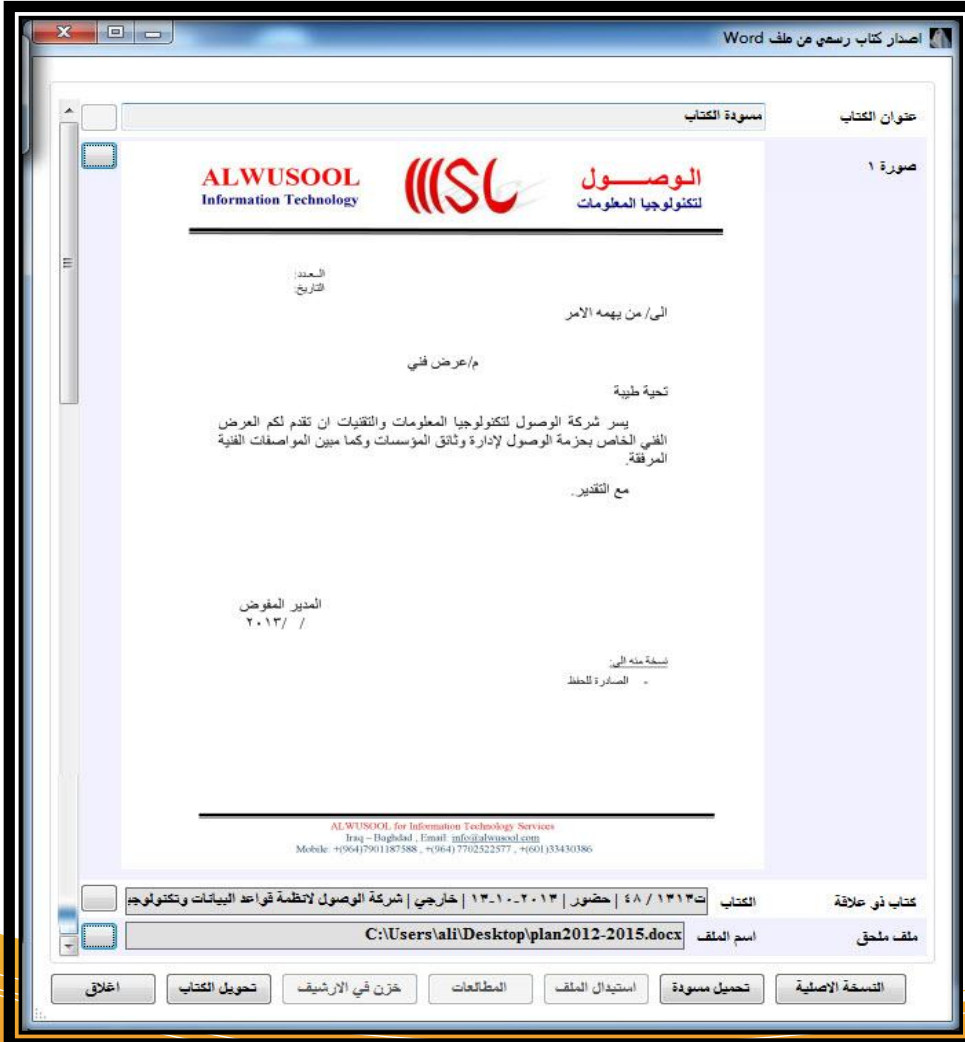 اصدار كتاب رسمي من ملف Word
عنوان الكتاب
مسودة الكتاب
صورة ١
الوصـــــول
لتكنولوجيا المعلومات
ALWUSOOL
Information Technology
العدد:
التاريخ:
الى/ من يهمه الامر
م/عرض فني
تحية طيبة
يسر شركة الوصول لتكنولوجيا المعلومات والتقنيات ان تقدم لكم العرض
الفني الخاص بحزمة الوصول لإدارة وثائق المؤسسات وكما مبين المواصفات الفنية
المرفقة.
مع التقدير.
المدير المفوض
/ /٢٠١٣
نسخة منه الى:
- الصادرة للحفظ
ALWUSOOL for Information Technology Services
Iraq – Baghdad , Email: info@alwusool.com
Mobile: +(964)7901187588 , +(964) 7702522577 , +(601)33430386
كتاب ذو علاقة
الكتاب
ت١٣١٣ / ٤٨ | حضور | ٢٠١٣-١٠-١٣ | خارجي | شركة الوصول لانظمة قواعد البيانات وتكنولوجي
ملف ملحق
اسم الملف
C:\Users\ali\Desktop\plan2012-2015.docx
النسخة الاصلية
تحميل مسودة
استبدال الملف
المطالعات
خزن في الارشيف
تحويل الكتاب
اغلاق